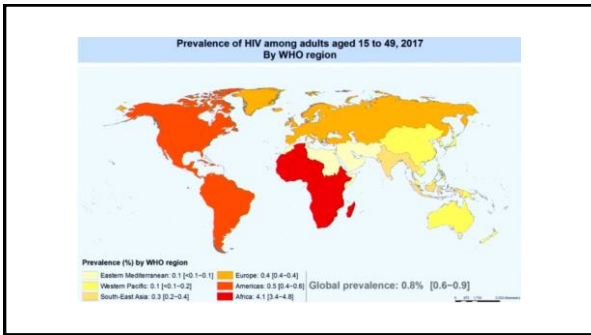 Prevalence of HIV among adults aged 15 to 49, 2017
By WHO region
Prevalence (%) by WHO region
Eastern Mediterranean: 0.1 [<0.1–0.1]
Western Pacific: 0.1 [<0.1–0.2]
South-East Asia: 0.3 [0.2–0.4]
Europe: 0.4 [0.4–0.4]
Americas: 0.5 [0.4–0.6]
Africa: 4.1 [3.4–4.8]
Global prevalence: 0.8% [0.6–0.9]